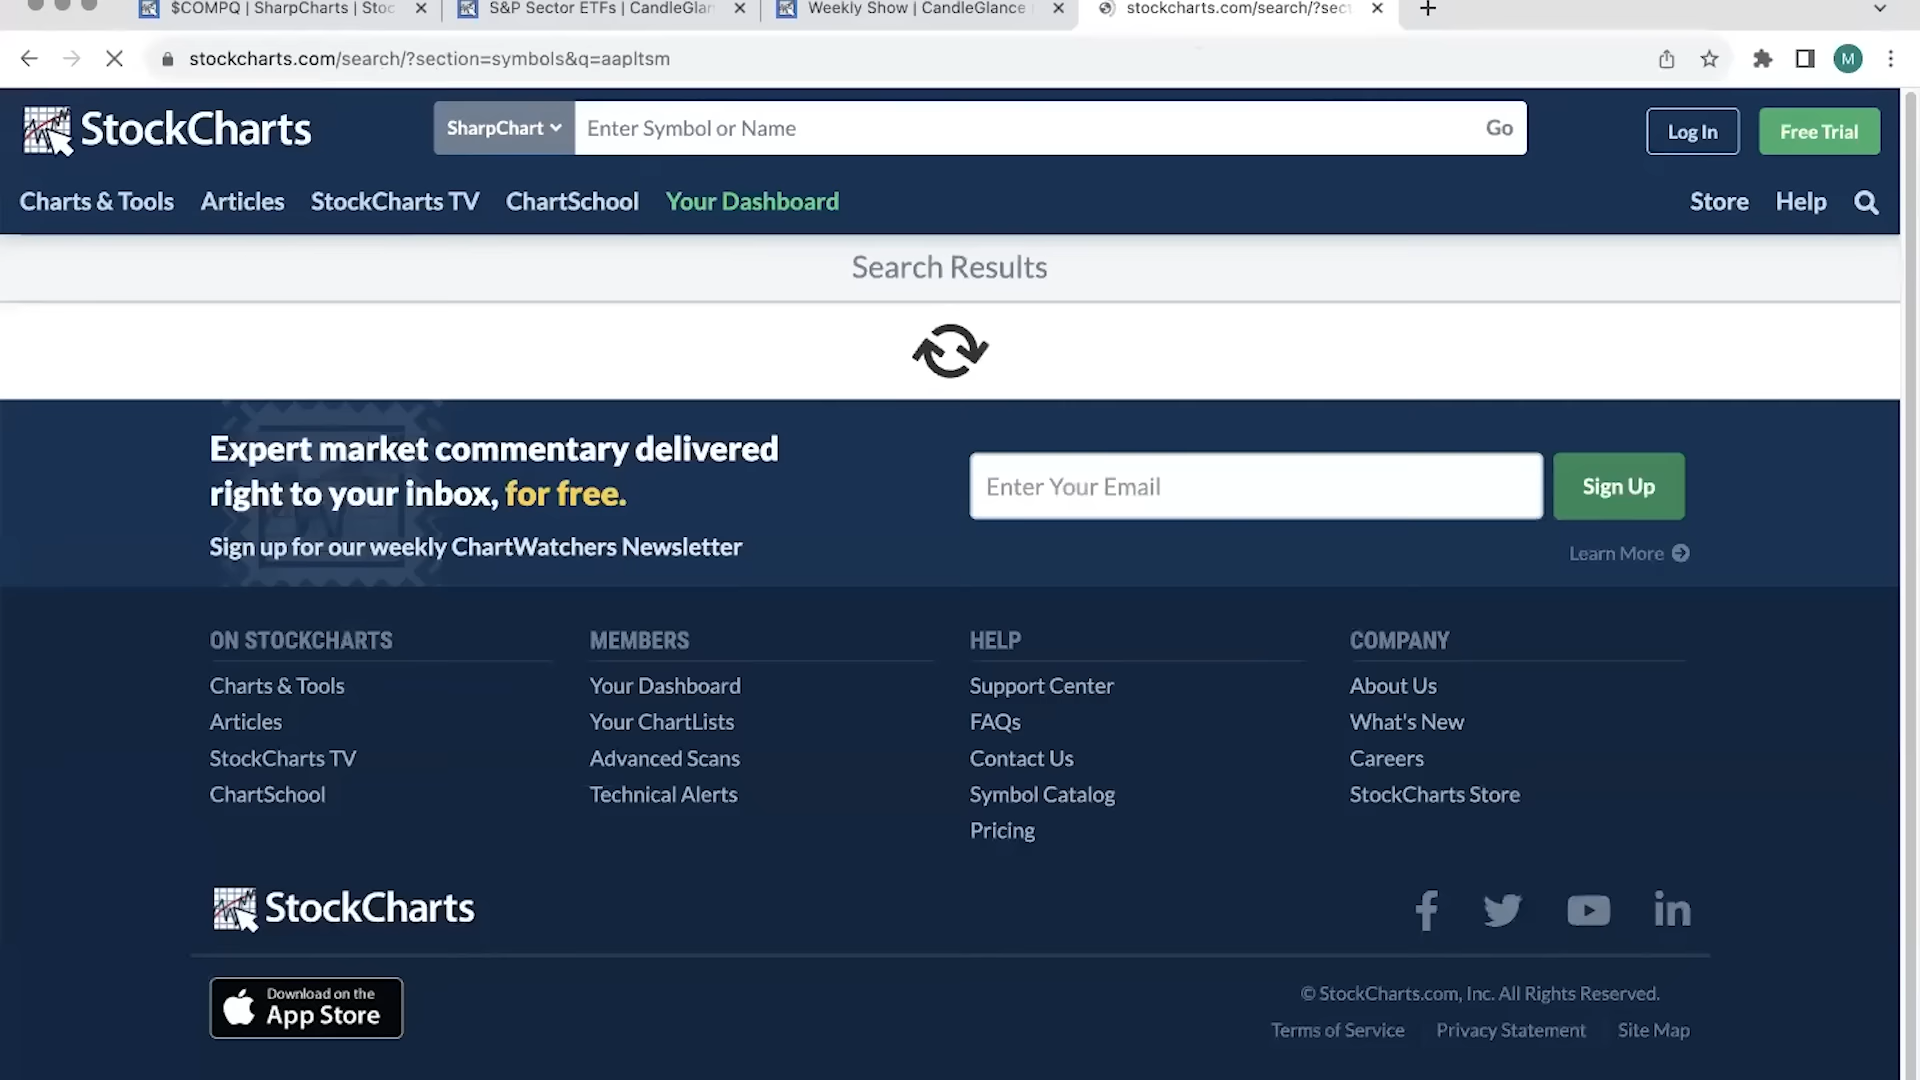 $COMPQ | SharpCharts | Stoc
S&P Sector ETFs | CandleGlan
Weekly Show | CandleGlance
stockcharts.com/search/?sect
stockcharts.com/search/?section=symbols&q=aapltsm
M
StockCharts
SharpChart
Enter Symbol or Name
Go
Log In
Free Trial
Charts & Tools
Articles
StockCharts TV
ChartSchool
Your Dashboard
Store
Help
Search Results
Expert market commentary delivered
right to your inbox, for free.
Sign up for our weekly ChartWatchers Newsletter
Enter Your Email
Sign Up
Learn More
ON STOCKCHARTS
Charts & Tools
Articles
StockCharts TV
ChartSchool
MEMBERS
Your Dashboard
Your ChartLists
Advanced Scans
Technical Alerts
HELP
Support Center
FAQs
Contact Us
Symbol Catalog
Pricing
COMPANY
About Us
What's New
Careers
StockCharts Store
StockCharts
Download on the
App Store
© StockCharts.com, Inc. All Rights Reserved.
Terms of Service
Privacy Statement
Site Map